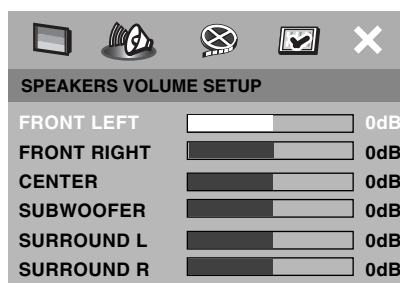 SPEAKERS VOLUME SETUP
FRONT LEFT 0dB
FRONT RIGHT 0dB
CENTER 0dB
SUBWOOFER 0dB
SURROUND L 0dB
SURROUND R 0dB